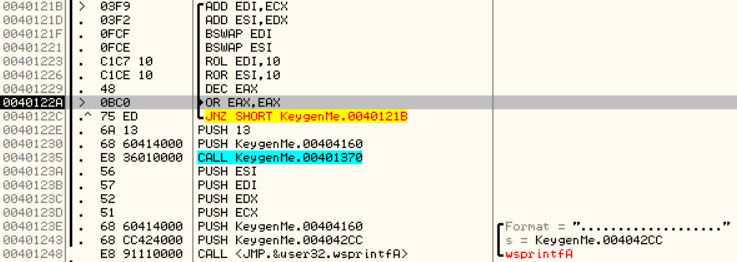 0040121B > 03F9 ADD EDI,ECX
0040121D . 03F2 ADD ESI,EDX
0040121F . 0FCF BSWAP EDI
00401221 . 0FCE BSWAP ESI
00401223 . C1C7 10 ROL EDI,10
00401226 . C1CE 10 ROR ESI,10
00401229 . 48 DEC EAX
0040122A > 0BC0 OR EAX,EAX
0040122C .^ 75 ED JNZ SHORT KeygenMe.0040121B
0040122E . 6A 13 PUSH 13
00401230 . 68 60414000 PUSH KeygenMe.00404160
00401235 . E8 36010000 CALL KeygenMe.00401370
0040123A . 56 PUSH ESI
0040123B . 57 PUSH EDI
0040123C . 52 PUSH EDX
0040123D . 51 PUSH ECX
0040123E . 68 60414000 PUSH KeygenMe.00404160 Format = "..................."
00401243 . 68 CC424000 PUSH KeygenMe.004042CC s = KeygenMe.004042CC
00401248 . E8 91110000 CALL <JMP.&user32.wsprintfA> wsprintfA